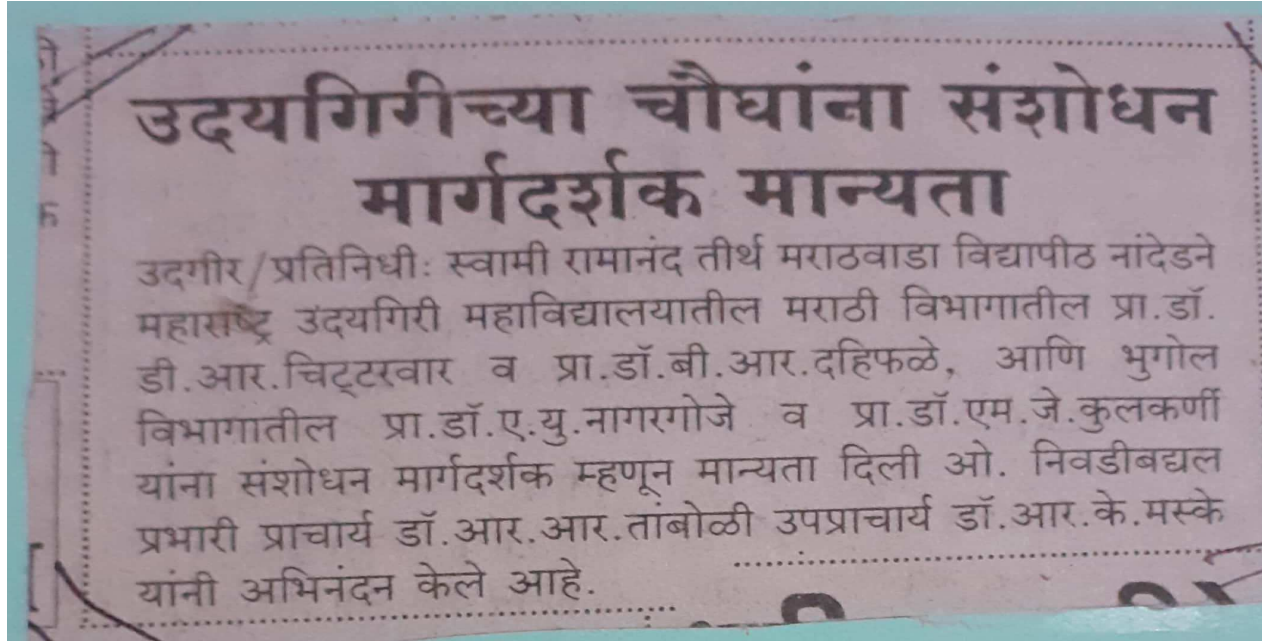 उदयगिरीच्या चौघांना संशोधन
मार्गदर्शक मान्यता
उदगीर/प्रतिनिधीः स्वामी रामानंद तीर्थ मराठवाडा विद्यापीठ नांदेडने
महाराष्ट्र उदयगिरी महाविद्यालयातील मराठी विभागातील प्रा.डॉ.
डी.आर.चिट्टरवार व प्रा.डॉ.बी.आर.दहिफळे, आणि भुगोल
विभागातील प्रा.डॉ.ए.यु.नागरगोजे व प्रा.डॉ.एम.जे.कुलकर्णी
यांना संशोधन मार्गदर्शक म्हणून मान्यता दिली ओ. निवडीबद्यल
प्रभारी प्राचार्य डॉ.आर.आर.तांबोळी उपप्राचार्य डॉ.आर.के.मस्के
यांनी अभिनंदन केले आहे.